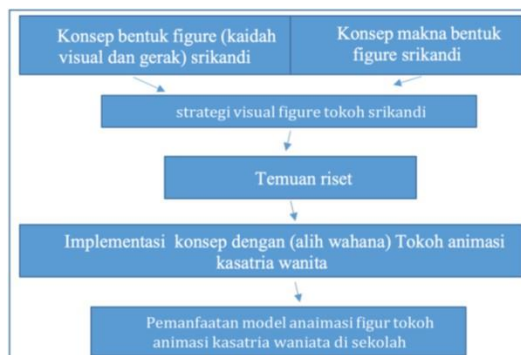 Konsep bentuk figure (kaidah
visual dan gerak) srikandi
Konsep makna bentuk
figure srikandi
strategi visual figure tokoh srikandi
Temuan riset
Implementasi konsep dengan (alih wahana) Tokoh animasi
kasatria wanita
Pemanfaatan model anaimasi figur tokoh
animasi kasatria waniata di sekolah